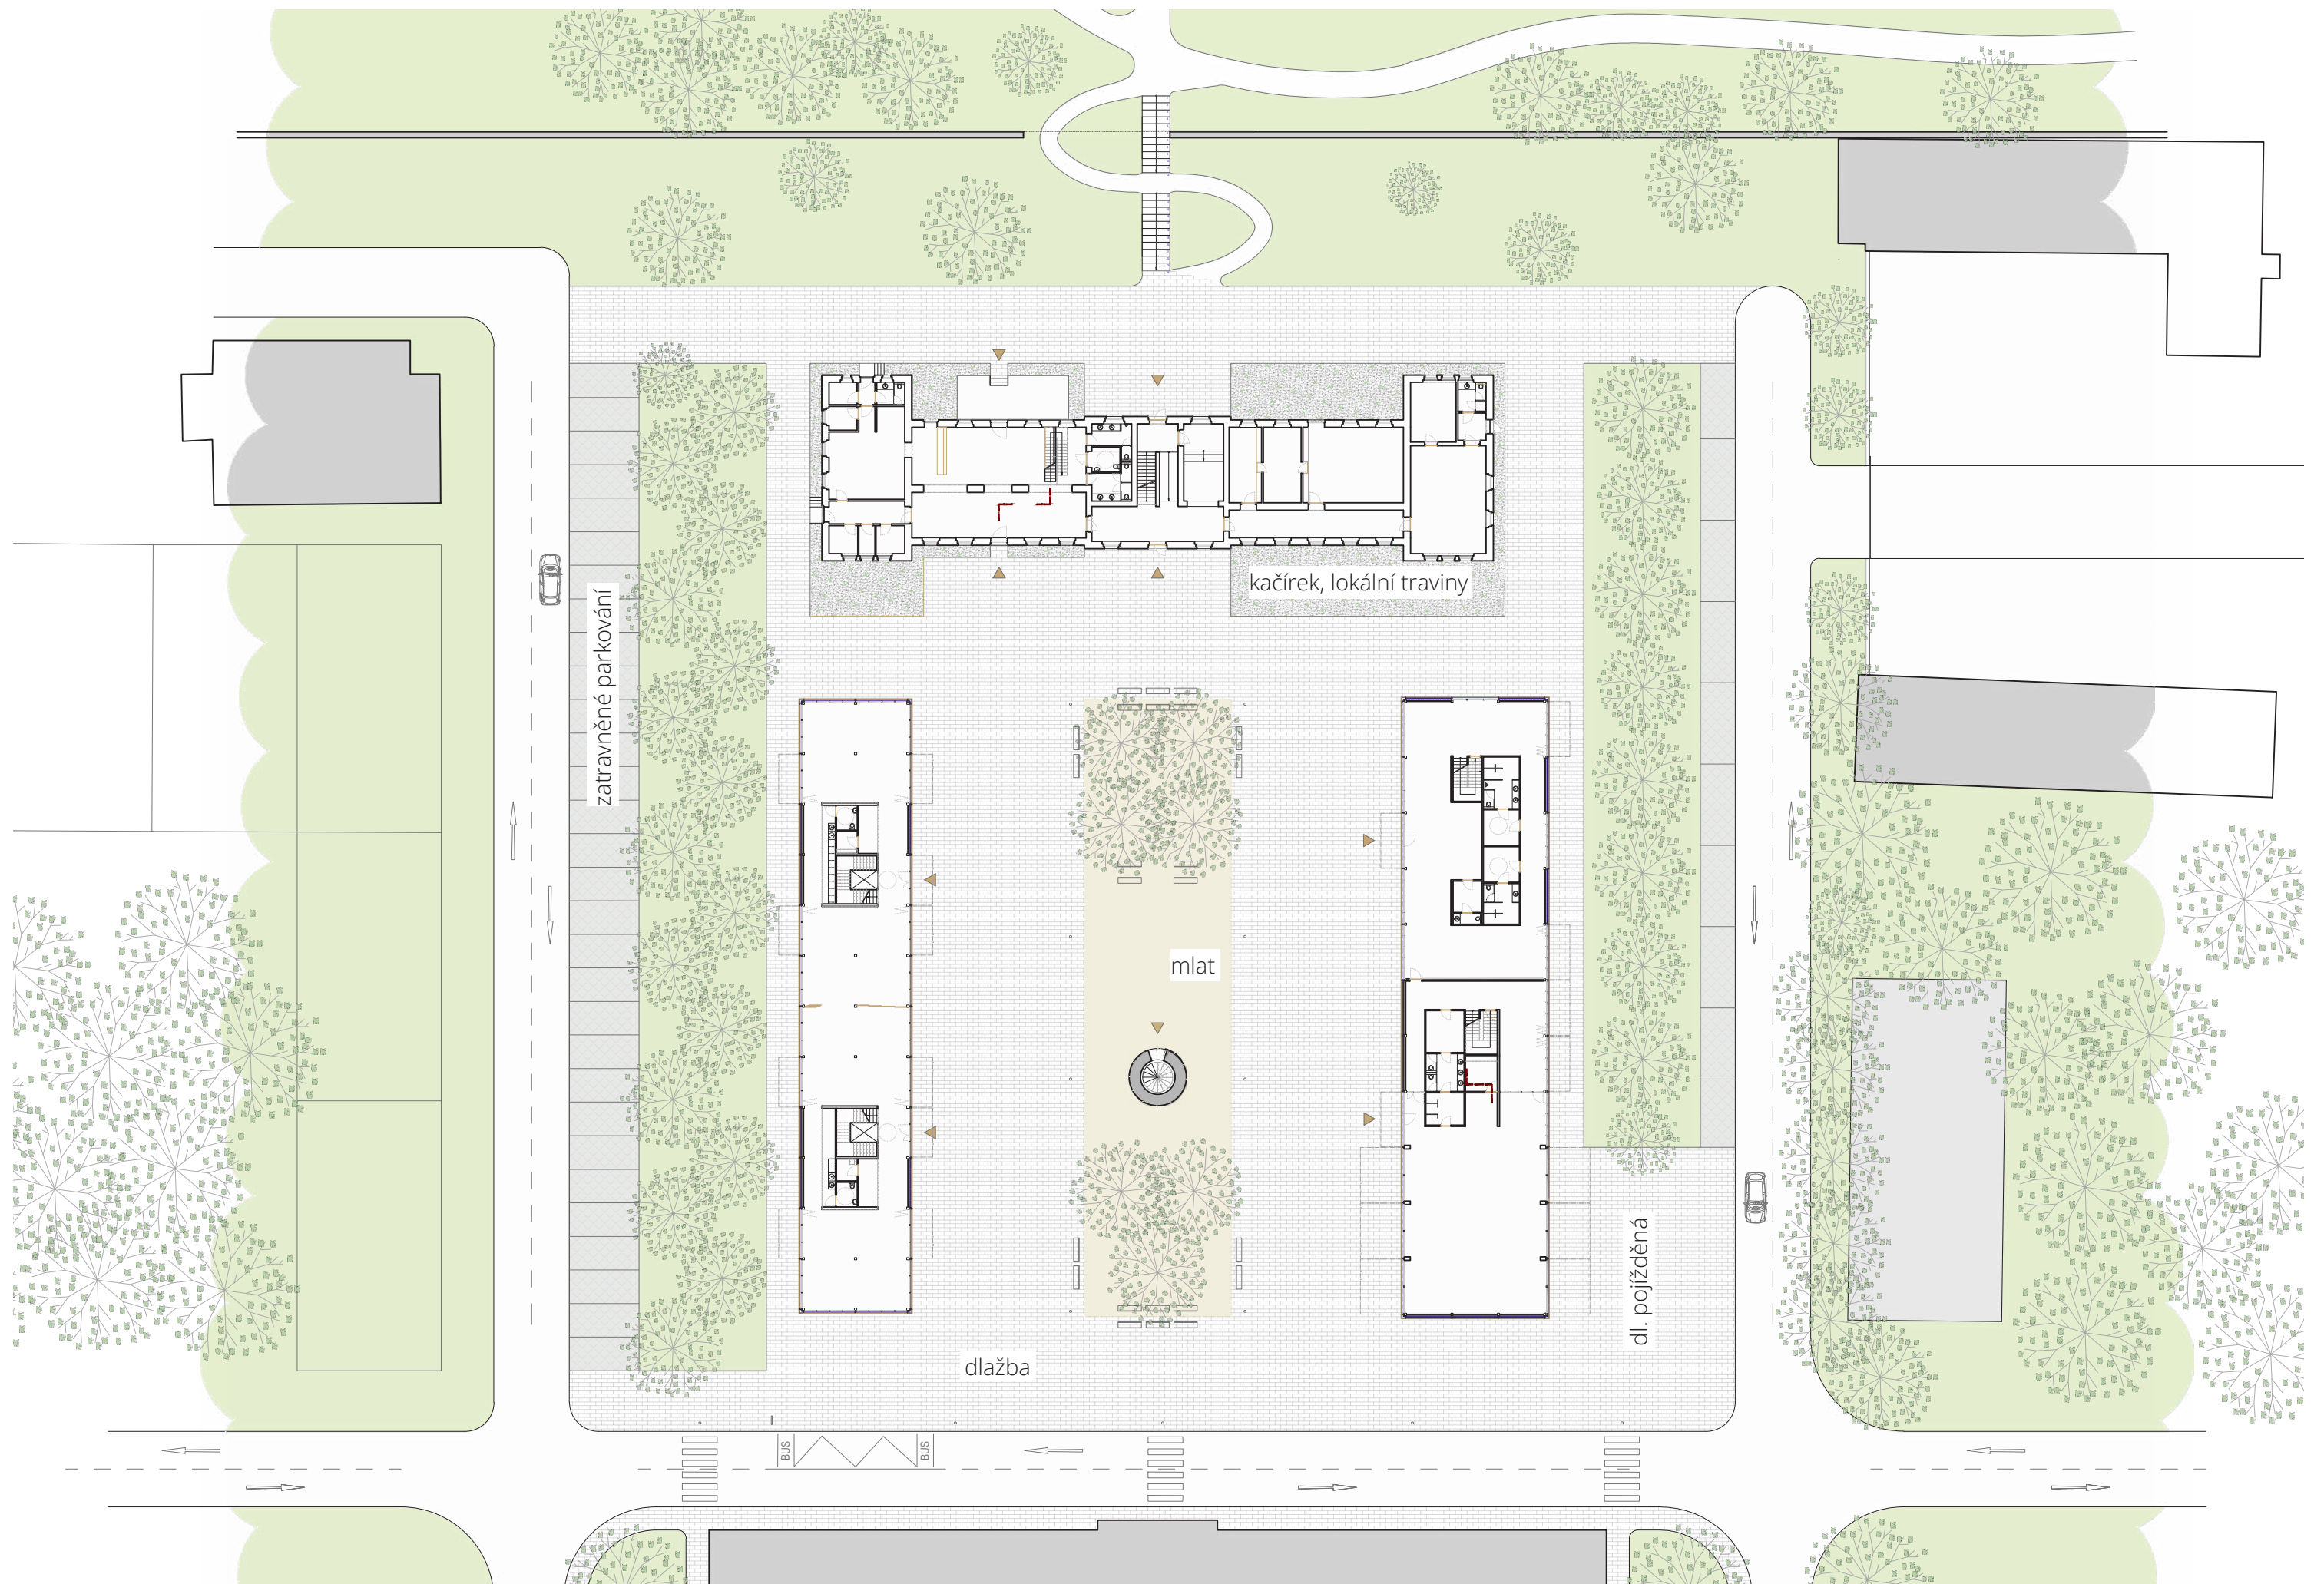 kačírek, lokální traviny
zatravněné parkování
mlat
dl. pojížděná
dlažba
BUS
BUS